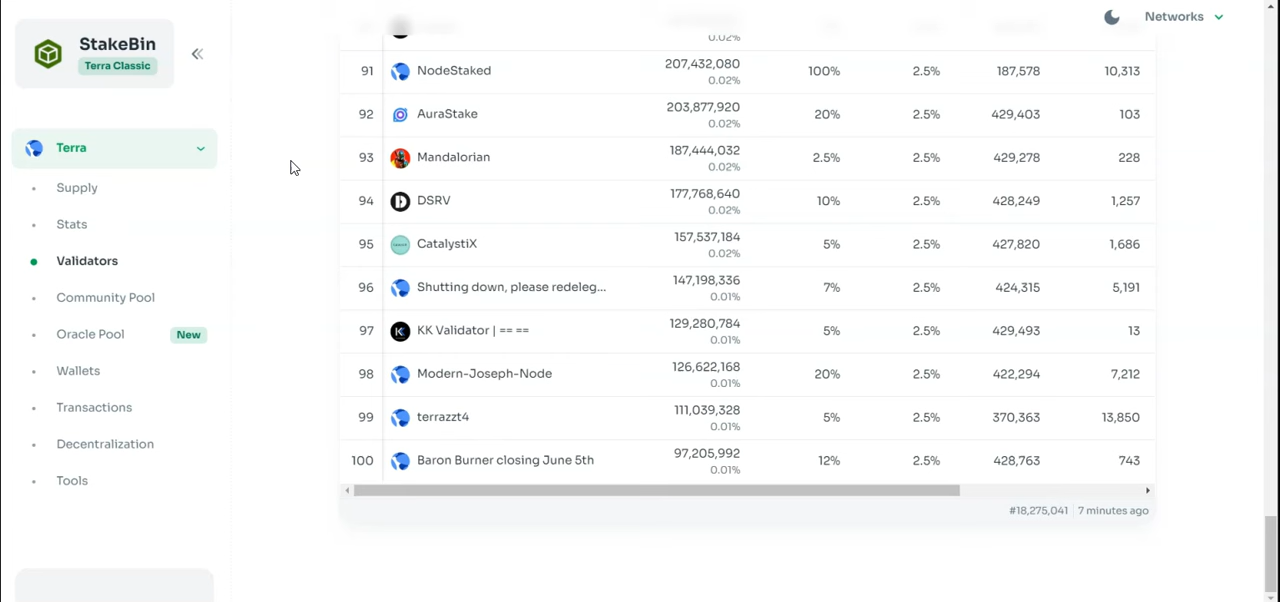 StakeBin
Terra Classic
Networks
Terra
Supply
Stats
Validators
Community Pool
Oracle Pool New
Wallets
Transactions
Decentralization
Tools
0.02%
91 NodeStaked 207,432,080 0.02% 100% 2.5% 187,578 10,313
92 AuraStake 203,877,920 0.02% 20% 2.5% 429,403 103
93 Mandalorian 187,444,032 0.02% 2.5% 2.5% 429,278 228
94 DSRV 177,768,640 0.02% 10% 2.5% 428,249 1,257
95 CatalystiX 157,537,184 0.02% 5% 2.5% 427,820 1,686
96 Shutting down, please redeleg... 147,198,336 0.01% 7% 2.5% 424,315 5,191
97 KK Validator | == == 129,280,784 0.01% 5% 2.5% 429,493 13
98 Modern-Joseph-Node 126,622,168 0.01% 20% 2.5% 422,294 7,212
99 terrazzt4 111,039,328 0.01% 5% 2.5% 370,363 13,850
100 Baron Burner closing June 5th 97,205,992 0.01% 12% 2.5% 428,763 743
#18,275,041 7 minutes ago